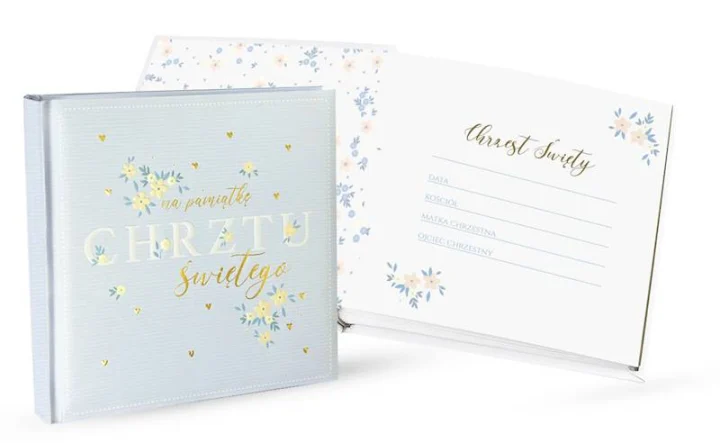 na pamiątkę
CHRZTU
świętego
Chrzest Święty
DATA
KOŚCIÓŁ
MATKA CHRZESTNA
OJCIEC CHRZESTNY